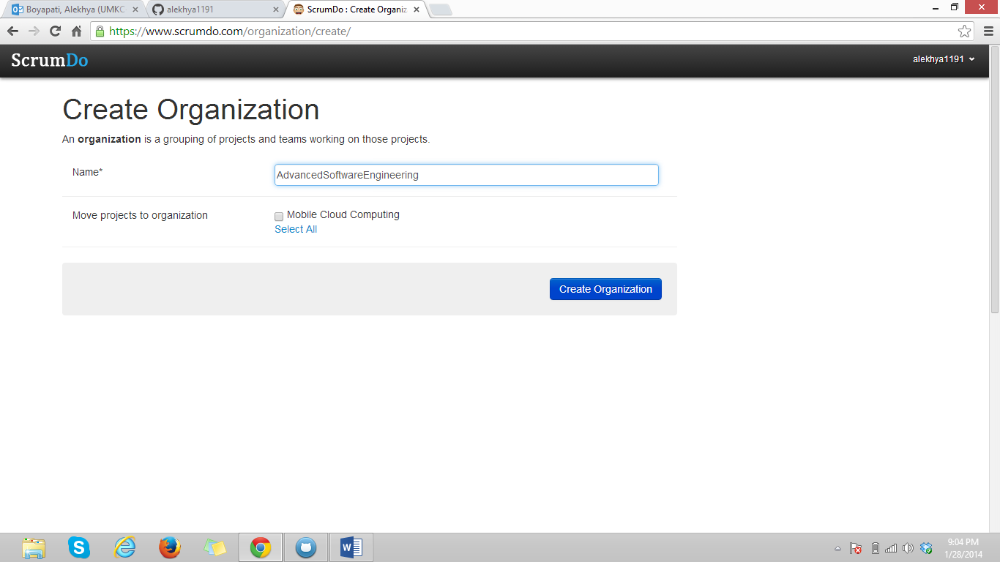 Boyapati, Alekhya (UMKC
alekhya1191
ScrumDo : Create Organiz
https://www.scrumdo.com/organization/create/
ScrumDo
alekhya1191
Create Organization
An organization is a grouping of projects and teams working on those projects.
Name*
AdvancedSoftwareEngineering
Move projects to organization
Mobile Cloud Computing
Select All
Create Organization
9:04 PM
1/28/2014